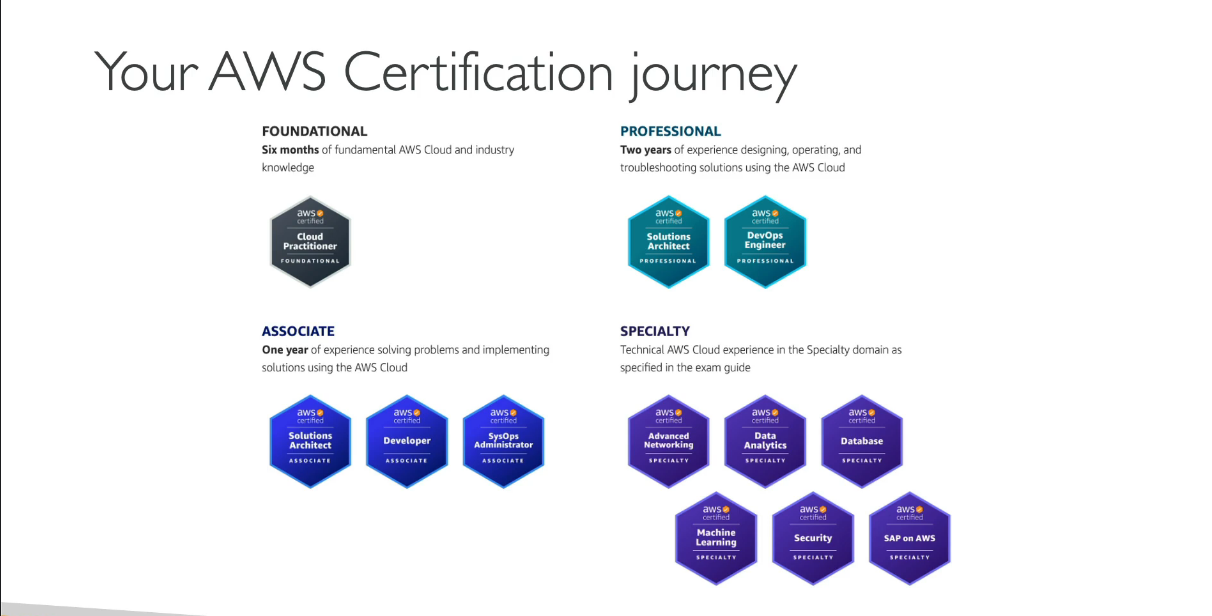 Your AWS Certification journey
FOUNDATIONAL
Six months of fundamental AWS Cloud and industry
knowledge
aws
certified
Cloud
Practitioner
FOUNDATIONAL
PROFESSIONAL
Two years of experience designing, operating, and
troubleshooting solutions using the AWS Cloud
aws
certified
Solutions
Architect
PROFESSIONAL
aws
certified
DevOps
Engineer
PROFESSIONAL
ASSOCIATE
One year of experience solving problems and implementing
solutions using the AWS Cloud
aws
certified
Solutions
Architect
ASSOCIATE
aws
certified
Developer
ASSOCIATE
aws
certified
SysOps
Administrator
ASSOCIATE
SPECIALTY
Technical AWS Cloud experience in the Specialty domain as
specified in the exam guide
aws
certified
Advanced
Networking
SPECIALTY
aws
certified
Data
Analytics
SPECIALTY
aws
certified
Database
SPECIALTY
aws
certified
Machine
Learning
SPECIALTY
aws
certified
Security
SPECIALTY
aws
certified
SAP on AWS
SPECIALTY